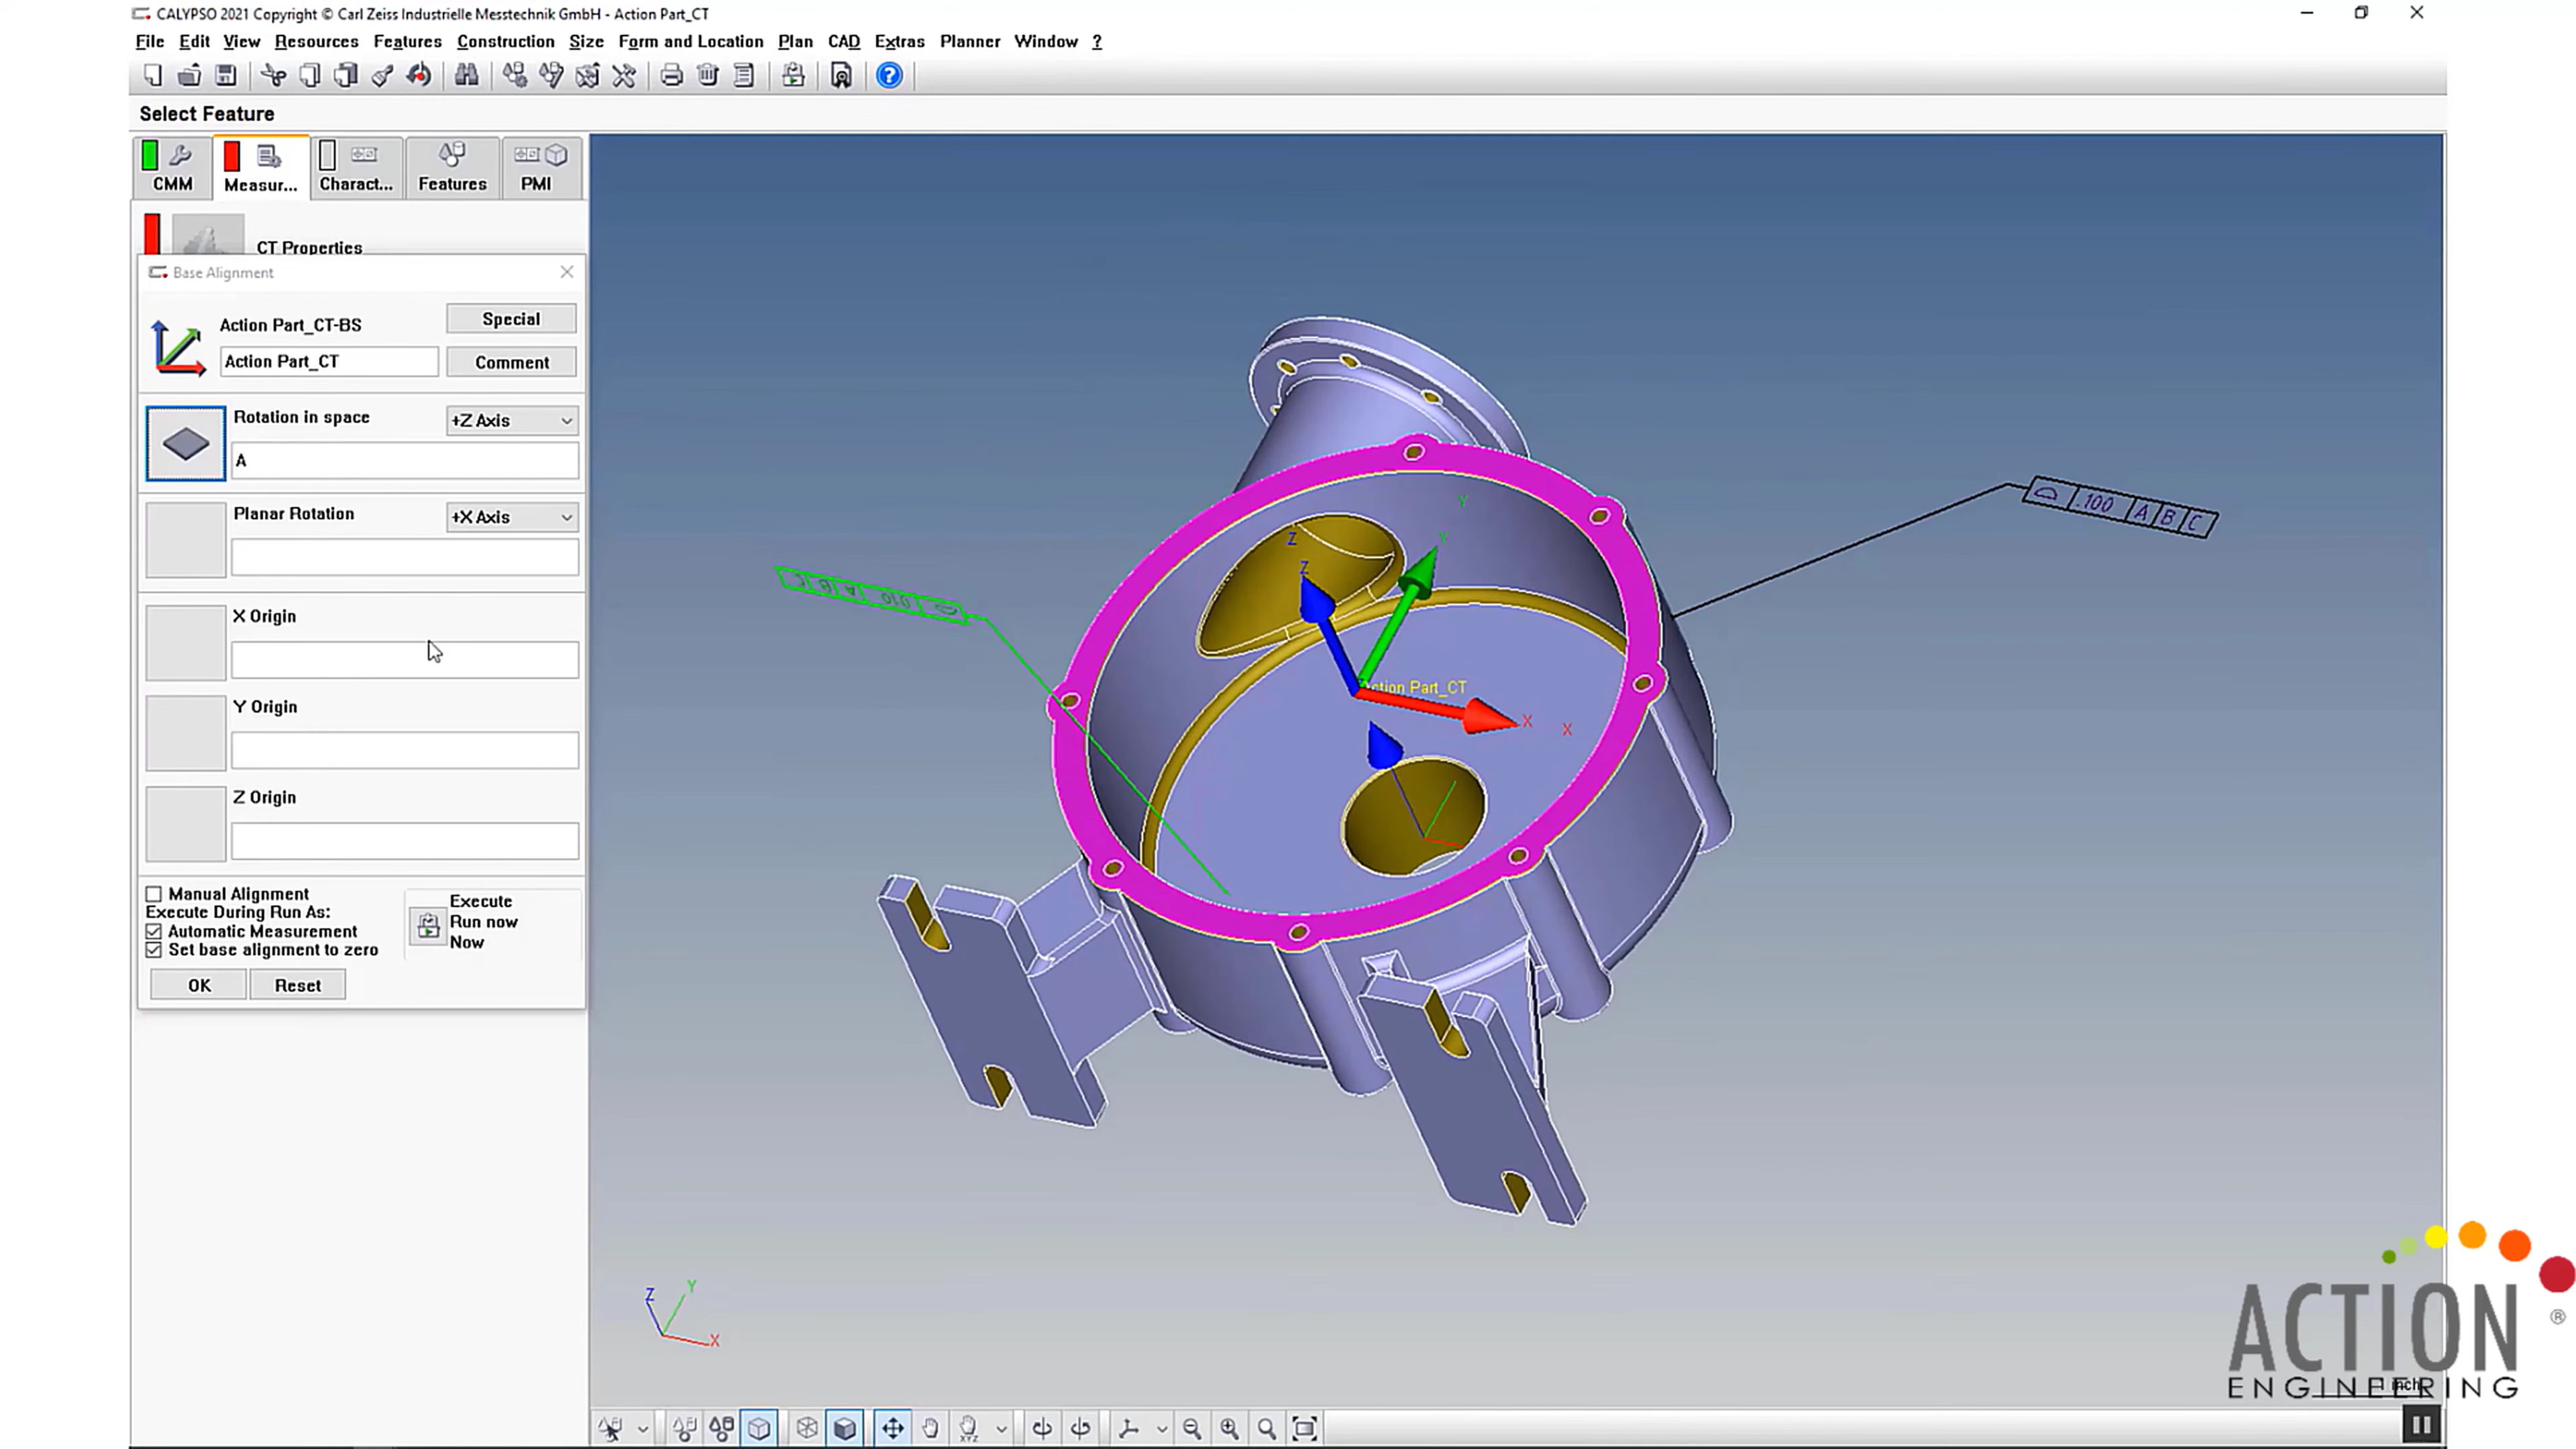 CALYPSO 2021 Copyright © Carl Zeiss Industrielle Messtechnik GmbH - Action Part_CT
File Edit View Resources Features Construction Size Form and Location Plan CAD Extras Planner Window ?
Select Feature
CMM Measur... Charact... Features PMI
CT Properties
Base Alignment
Action Part_CT-BS Special
Action Part_CT Comment
Rotation in space +Z Axis
A
Planar Rotation +X Axis
X Origin
Y Origin
Z Origin
Manual Alignment
Execute During Run As:
Automatic Measurement
Set base alignment to zero
Execute
Run now
Now
OK Reset
.100 A B C
.010 A B C
Y
Z
Y
Z
Action Part_CT
X
X
Z Y
X
ACTION
ENGINEERING
®
1 inch
XYZ